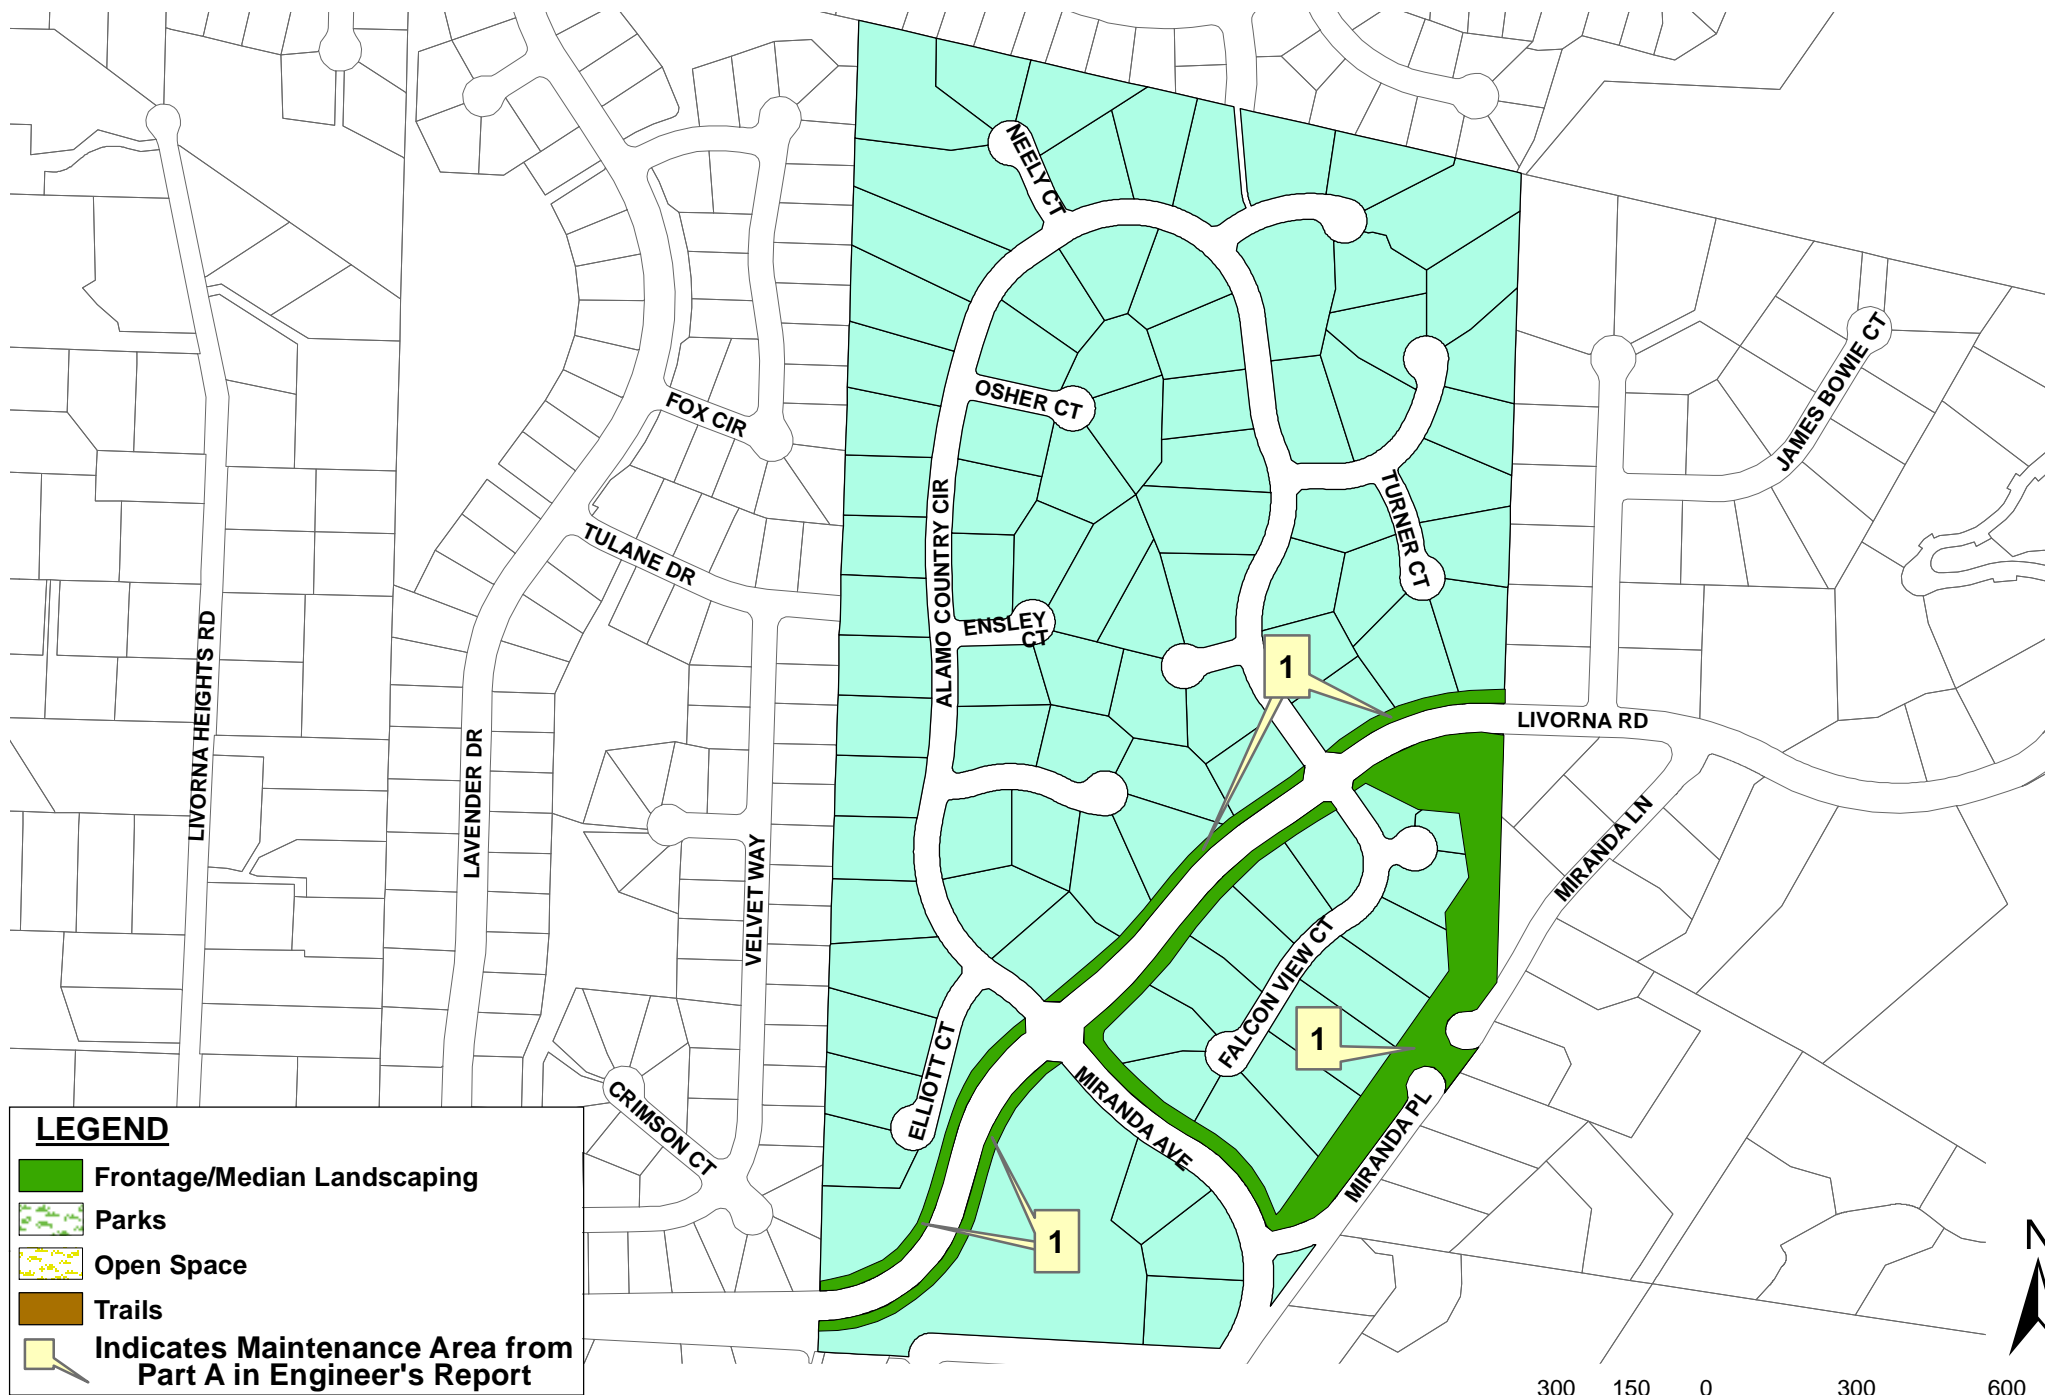 NEELY CT
OSHER CT
FOX CIR
JAMES BOWIE CT
TURNER CT
TULANE DR
ALAMO COUNTRY CIR
ENSLEY
CT
LIVORNA HEIGHTS RD
1
LIVORNA RD
LAVENDER DR
VELVET WAY
MIRANDA LN
FALCON VIEW CT
1
ELLIOTT CT
MIRANDA AVE
CRIMSON CT
MIRANDA PL
1
LEGEND
Frontage/Median Landscaping
Parks
Open Space
Trails
Indicates Maintenance Area from
Part A in Engineer's Report
N
300 150 0 300 600